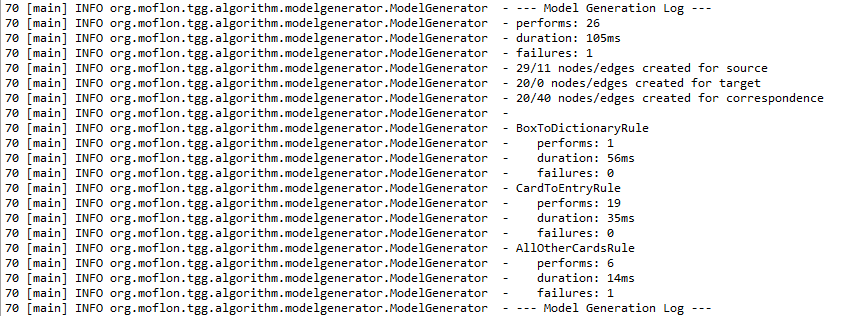 70 [main] INFO org.moflon.tgg.algorithm.modelgenerator.ModelGenerator  - --- Model Generation Log ---
70 [main] INFO org.moflon.tgg.algorithm.modelgenerator.ModelGenerator  - performs: 26
70 [main] INFO org.moflon.tgg.algorithm.modelgenerator.ModelGenerator  - duration: 105ms
70 [main] INFO org.moflon.tgg.algorithm.modelgenerator.ModelGenerator  - failures: 1
70 [main] INFO org.moflon.tgg.algorithm.modelgenerator.ModelGenerator  - 29/11 nodes/edges created for source
70 [main] INFO org.moflon.tgg.algorithm.modelgenerator.ModelGenerator  - 20/0 nodes/edges created for target
70 [main] INFO org.moflon.tgg.algorithm.modelgenerator.ModelGenerator  - 20/40 nodes/edges created for correspondence
70 [main] INFO org.moflon.tgg.algorithm.modelgenerator.ModelGenerator  -
70 [main] INFO org.moflon.tgg.algorithm.modelgenerator.ModelGenerator  - BoxToDictionaryRule
70 [main] INFO org.moflon.tgg.algorithm.modelgenerator.ModelGenerator  -    performs: 1
70 [main] INFO org.moflon.tgg.algorithm.modelgenerator.ModelGenerator  -    duration: 56ms
70 [main] INFO org.moflon.tgg.algorithm.modelgenerator.ModelGenerator  -    failures: 0
70 [main] INFO org.moflon.tgg.algorithm.modelgenerator.ModelGenerator  - CardToEntryRule
70 [main] INFO org.moflon.tgg.algorithm.modelgenerator.ModelGenerator  -    performs: 19
70 [main] INFO org.moflon.tgg.algorithm.modelgenerator.ModelGenerator  -    duration: 35ms
70 [main] INFO org.moflon.tgg.algorithm.modelgenerator.ModelGenerator  -    failures: 0
70 [main] INFO org.moflon.tgg.algorithm.modelgenerator.ModelGenerator  - AllOtherCardsRule
70 [main] INFO org.moflon.tgg.algorithm.modelgenerator.ModelGenerator  -    performs: 6
70 [main] INFO org.moflon.tgg.algorithm.modelgenerator.ModelGenerator  -    duration: 14ms
70 [main] INFO org.moflon.tgg.algorithm.modelgenerator.ModelGenerator  -    failures: 1
70 [main] INFO org.moflon.tgg.algorithm.modelgenerator.ModelGenerator  - --- Model Generation Log ---